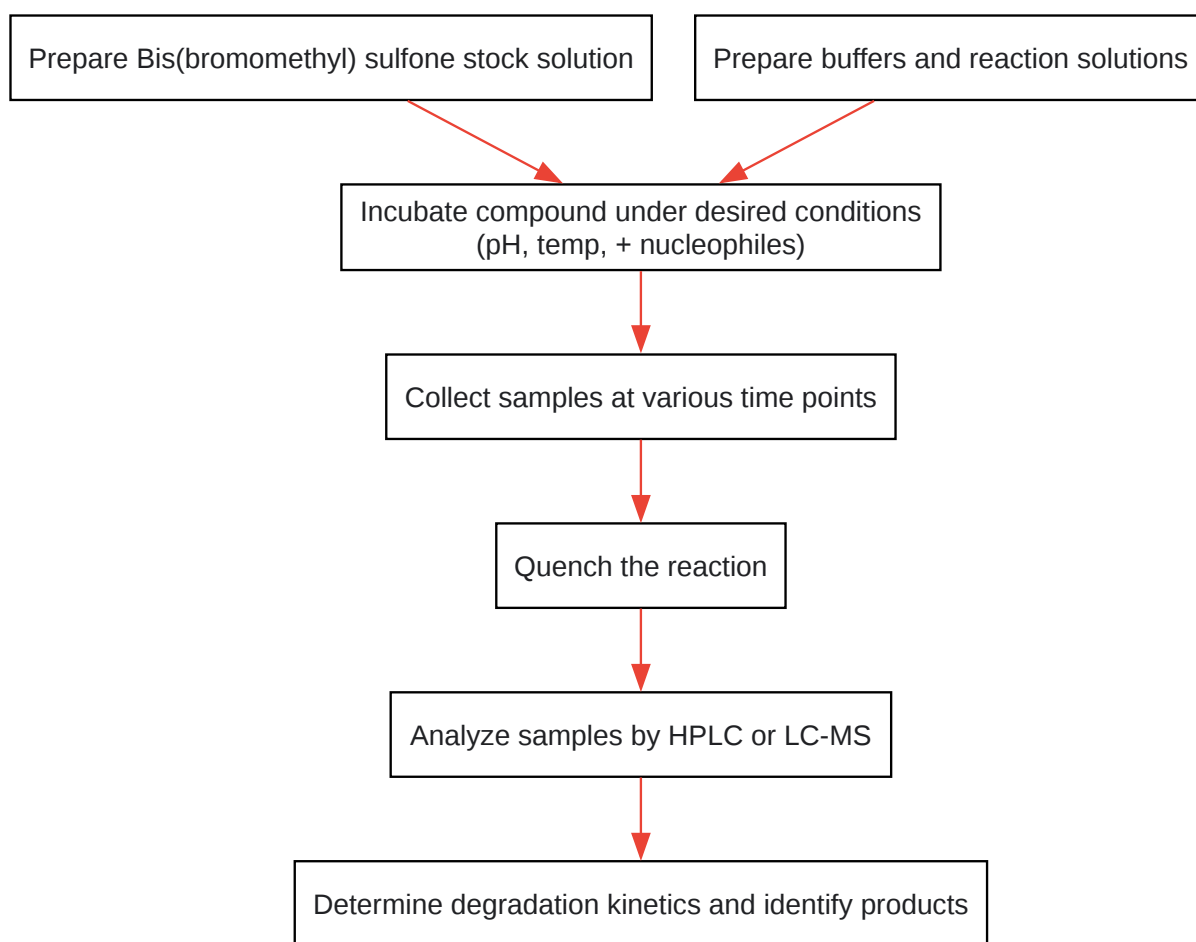 Prepare Bis(bromomethyl) sulfone stock solution
Prepare buffers and reaction solutions
Incubate compound under desired conditions
(pH, temp, + nucleophiles)
Collect samples at various time points
Quench the reaction
Analyze samples by HPLC or LC-MS
Determine degradation kinetics and identify products